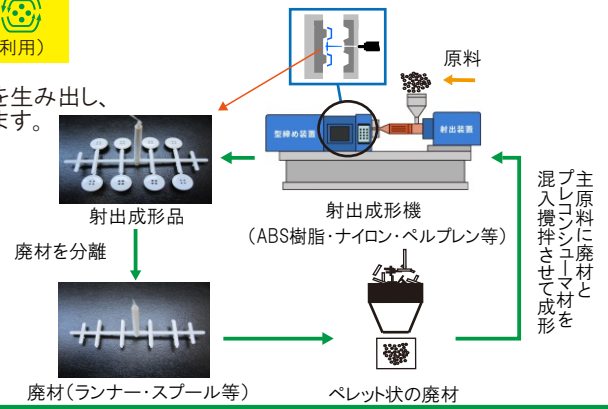 利用）
を生み出し、
ます。
原料
型締め装置
射出装置
射出成形品
射出成形機
（ABS樹脂・ナイロン・ペルプレン等）
廃材を分離
主原料に廃材と
プレコンシューマ材を
混入攪拌させて成形
廃材（ランナー・スプール等）
ペレット状の廃材